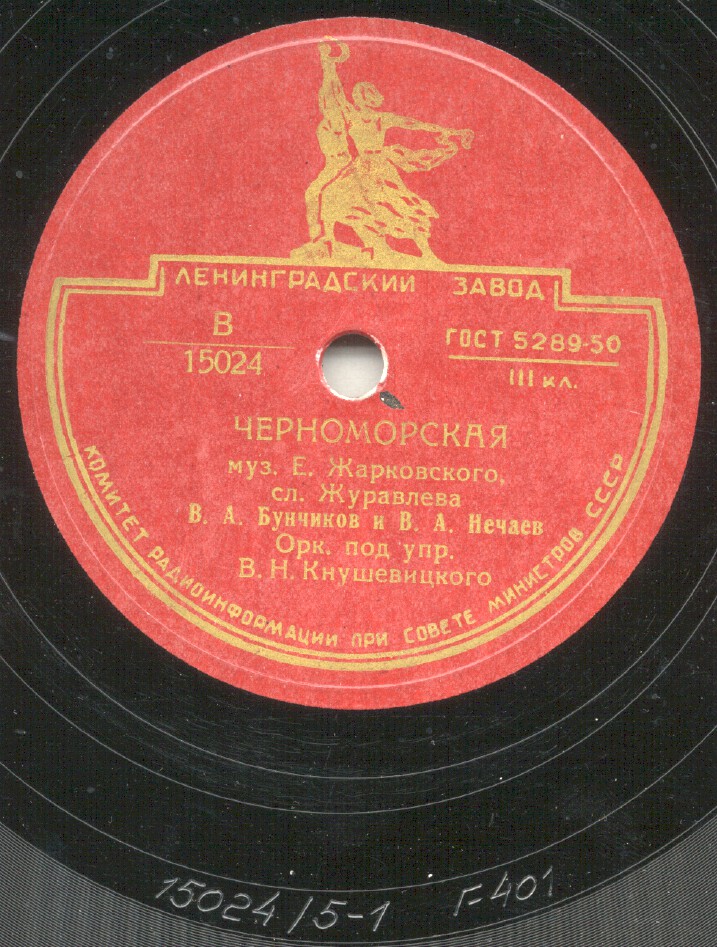 ЛЕНИНГРАДСКИЙ ЗАВОД
В
15024
ГОСТ 5289-50
III кл.
ЧЕРНОМОРСКАЯ
муз. Е. Жарковского,
сл. Журавлева
В. А. Бунчиков и В. А. Нечаев
Орк. под упр.
В. Н. Кнушевицкого
КОМИТЕТ РАДИОИНФОРМАЦИИ ПРИ СОВЕТЕ МИНИСТРОВ СССР
15024/5-1 F401